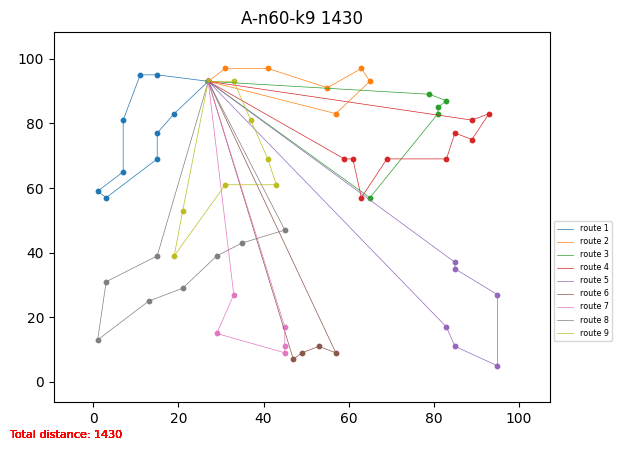 A-n60-k9 1430
100
80
60
40
20
0
0 20 40 60 80 100
route 1
route 2
route 3
route 4
route 5
route 6
route 7
route 8
route 9
Total distance: 1430